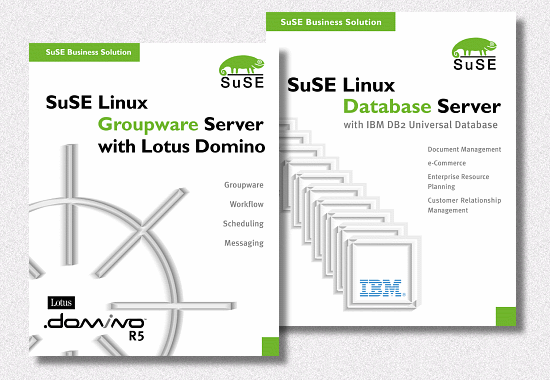 SuSE Business Solution
SuSE
SuSE Linux
Groupware Server
with Lotus Domino
Groupware
Workflow
Scheduling
Messaging
Lotus
.domino™
R5
SuSE Business Solution
SuSE
SuSE Linux
Database Server
with IBM DB2 Universal Database
Document Management
e-Commerce
Enterprise Resource
Planning
Customer Relationship
Management
IBM®